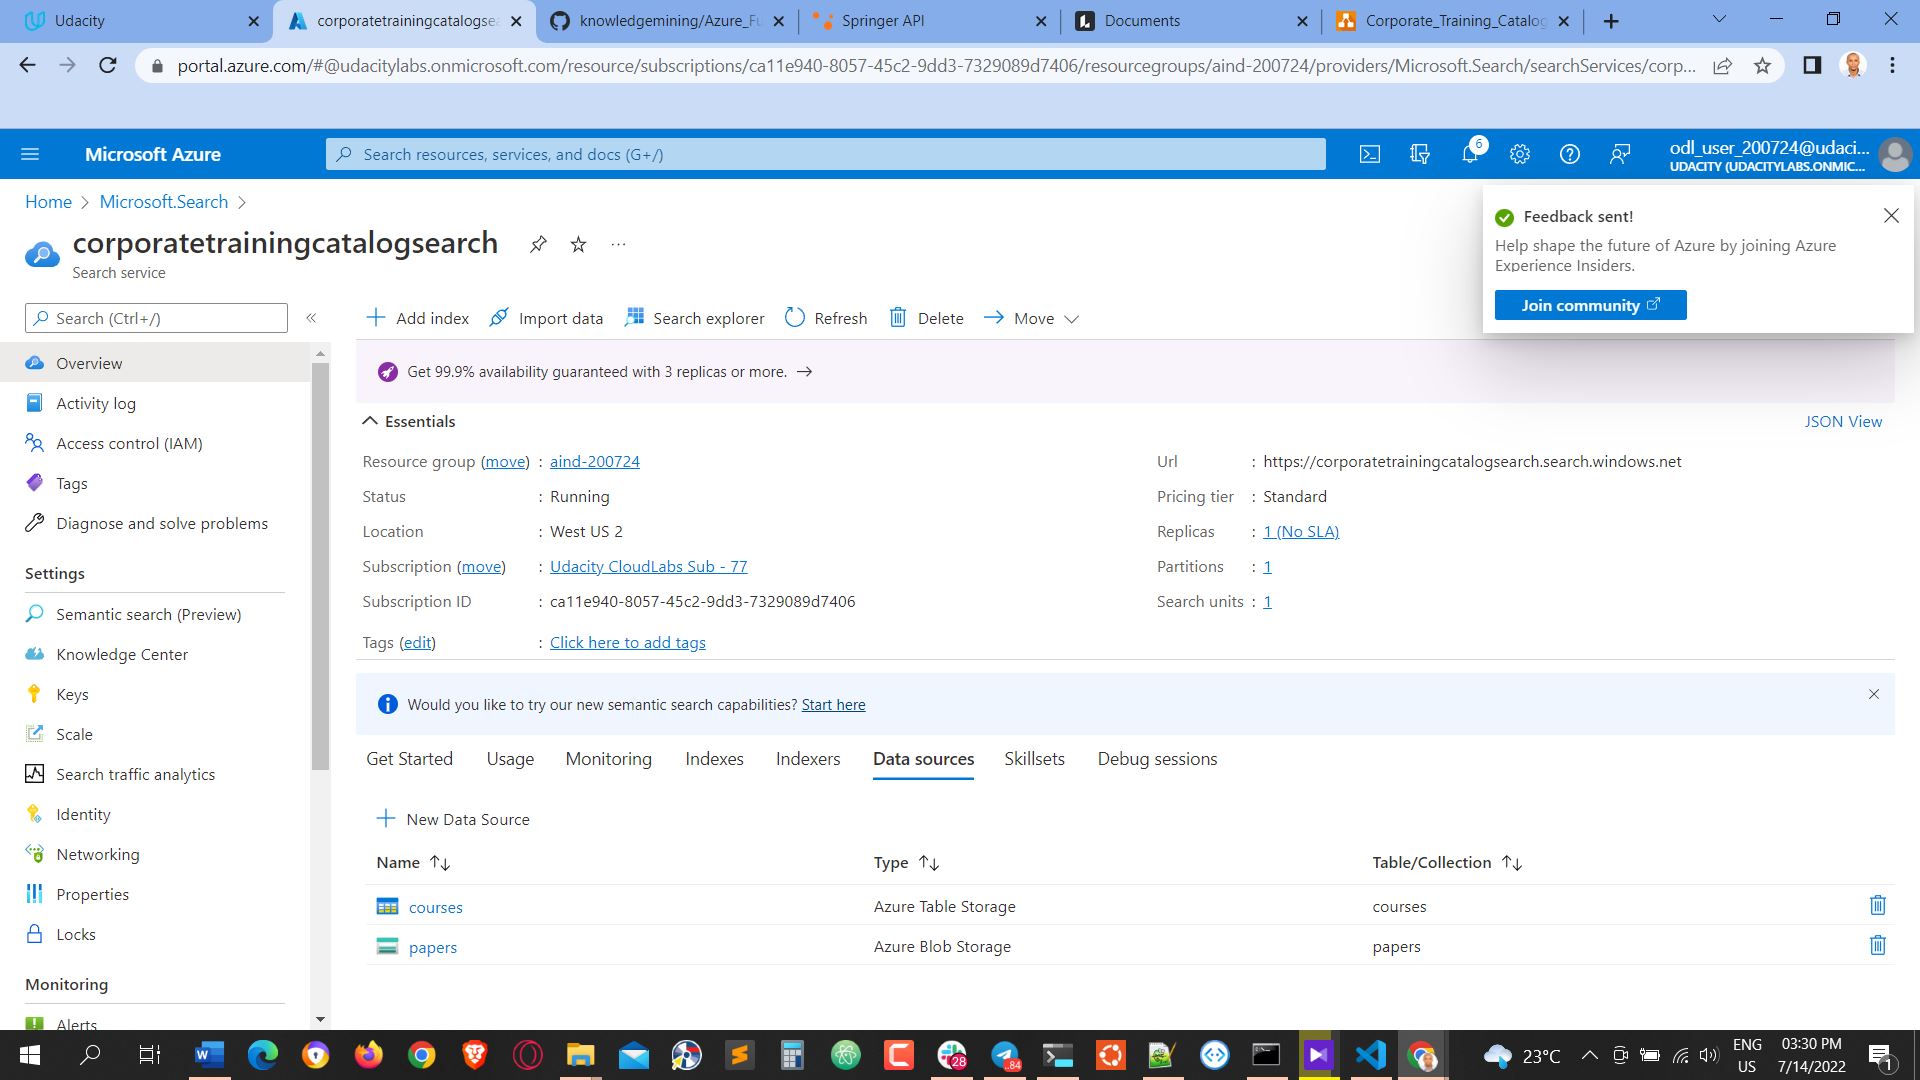 Udacity
corporatetrainingcatalogsea
knowledgemining/Azure_Fu
Springer API
Documents
Corporate_Training_Catalog
portal.azure.com/#@udacitylabs.onmicrosoft.com/resource/subscriptions/ca11e940-8057-45c2-9dd3-7329089d7406/resourcegroups/aind-200724/providers/Microsoft.Search/searchServices/corp...
Microsoft Azure
Search resources, services, and docs (G+/)
6
odl_user_200724@udaci...
UDACITY (UDACITYLABS.ONMIC...
Home > Microsoft.Search >
corporatetrainingcatalogsearch
Search service
Feedback sent!
Help shape the future of Azure by joining Azure
Experience Insiders.
Join community
Search (Ctrl+/)
Add index
Import data
Search explorer
Refresh
Delete
Move
Overview
Activity log
Access control (IAM)
Tags
Diagnose and solve problems
Settings
Semantic search (Preview)
Knowledge Center
Keys
Scale
Search traffic analytics
Identity
Networking
Properties
Locks
Monitoring
Alerts
Get 99.9% availability guaranteed with 3 replicas or more. →
Essentials
JSON View
Resource group (move) : aind-200724
Status : Running
Location : West US 2
Subscription (move) : Udacity CloudLabs Sub - 77
Subscription ID : ca11e940-8057-45c2-9dd3-7329089d7406
Tags (edit) : Click here to add tags
Url : https://corporatetrainingcatalogsearch.search.windows.net
Pricing tier : Standard
Replicas : 1 (No SLA)
Partitions : 1
Search units : 1
Would you like to try our new semantic search capabilities? Start here
Get Started
Usage
Monitoring
Indexes
Indexers
Data sources
Skillsets
Debug sessions
New Data Source
Name Type Table/Collection
courses Azure Table Storage courses
papers Azure Blob Storage papers
28
84
23°C
ENG
US
03:30 PM
7/14/2022
1